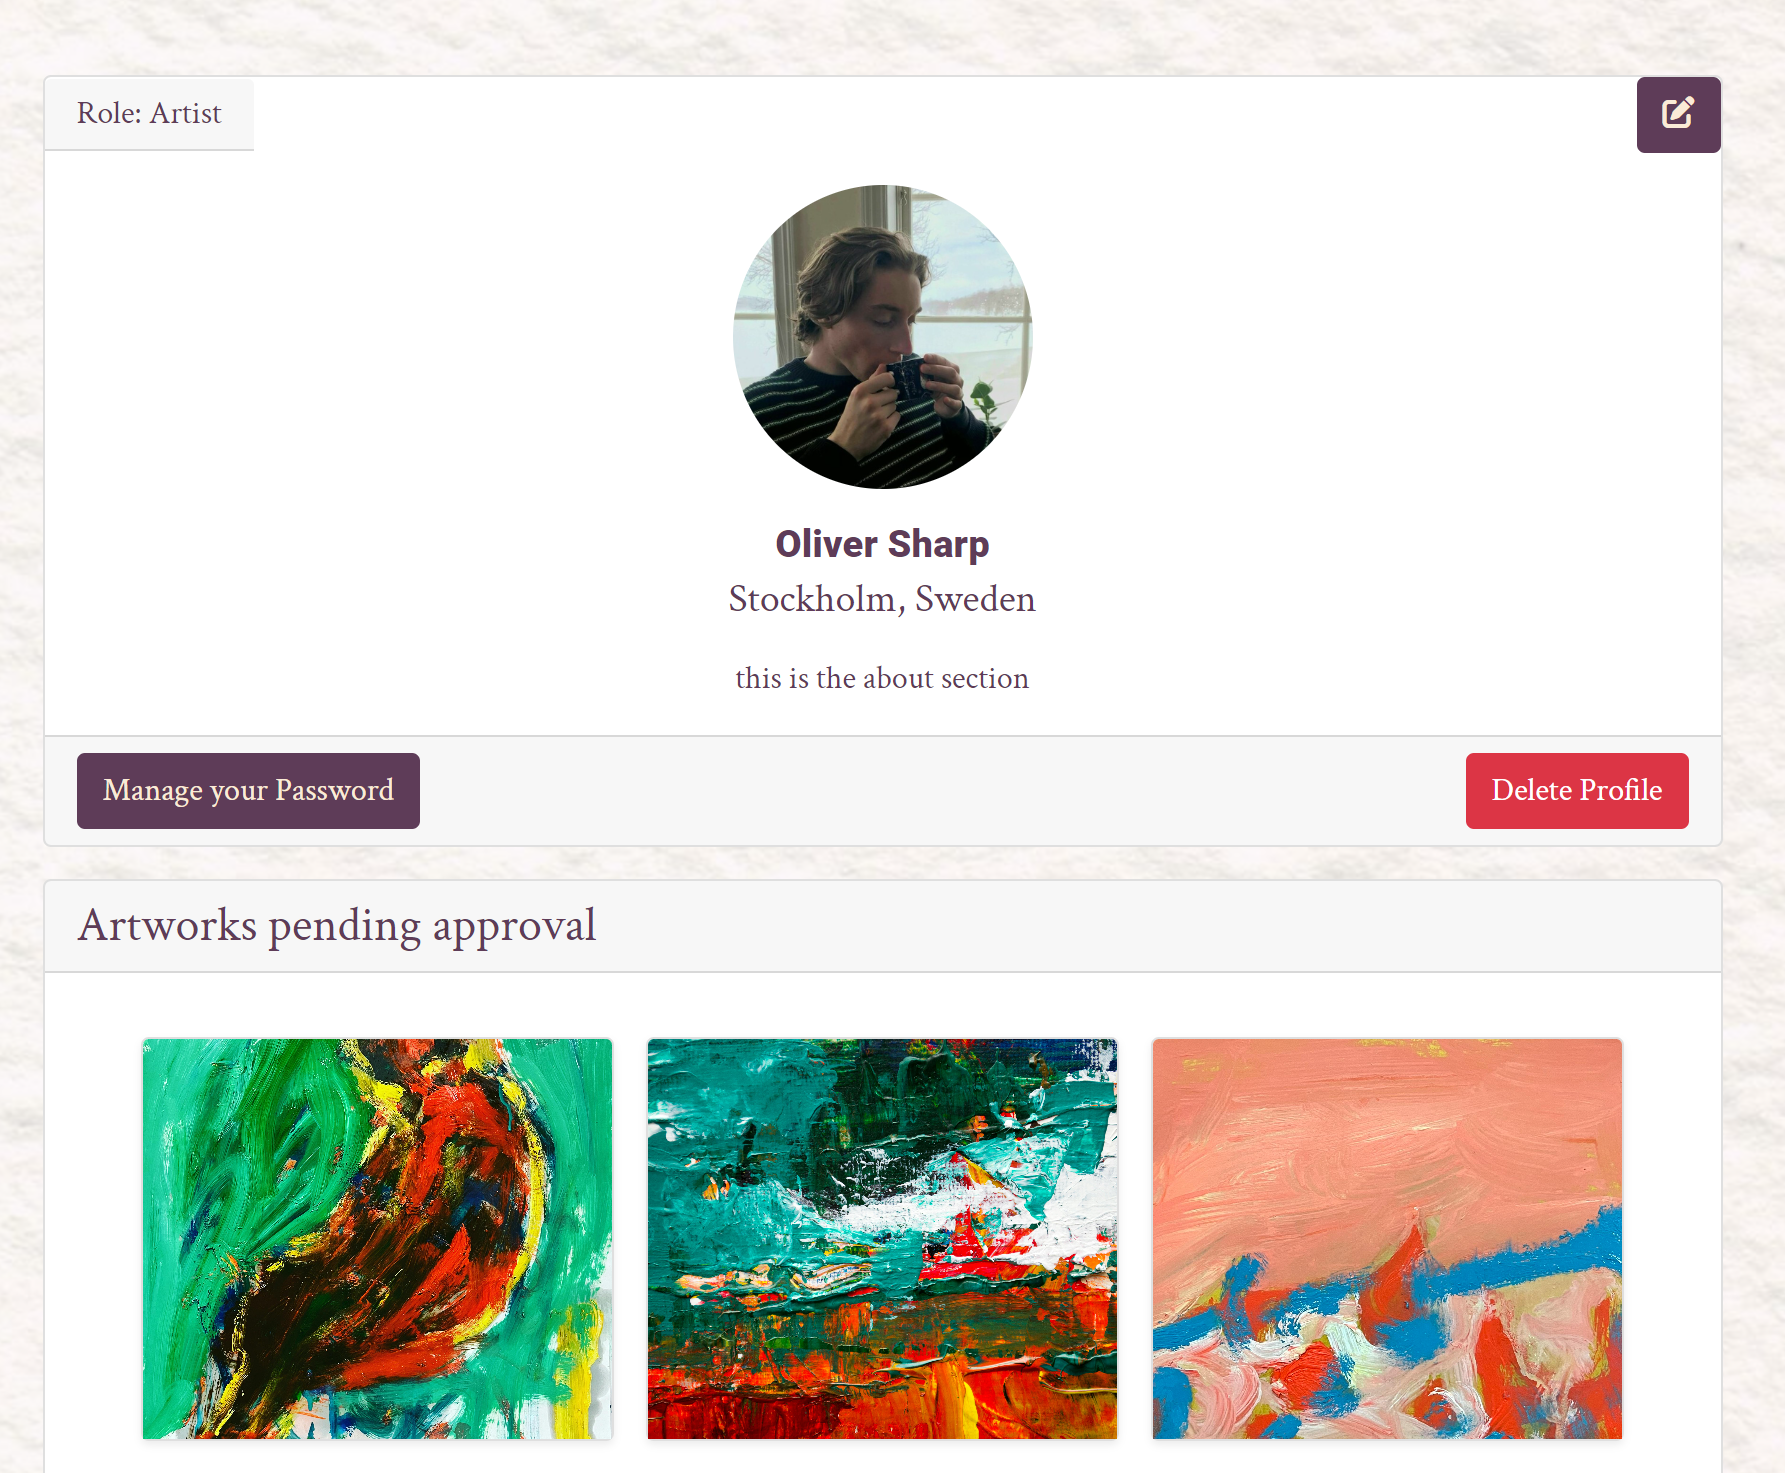 Role: Artist
Oliver Sharp
Stockholm, Sweden
this is the about section
Manage your Password
Delete Profile
Artworks pending approval